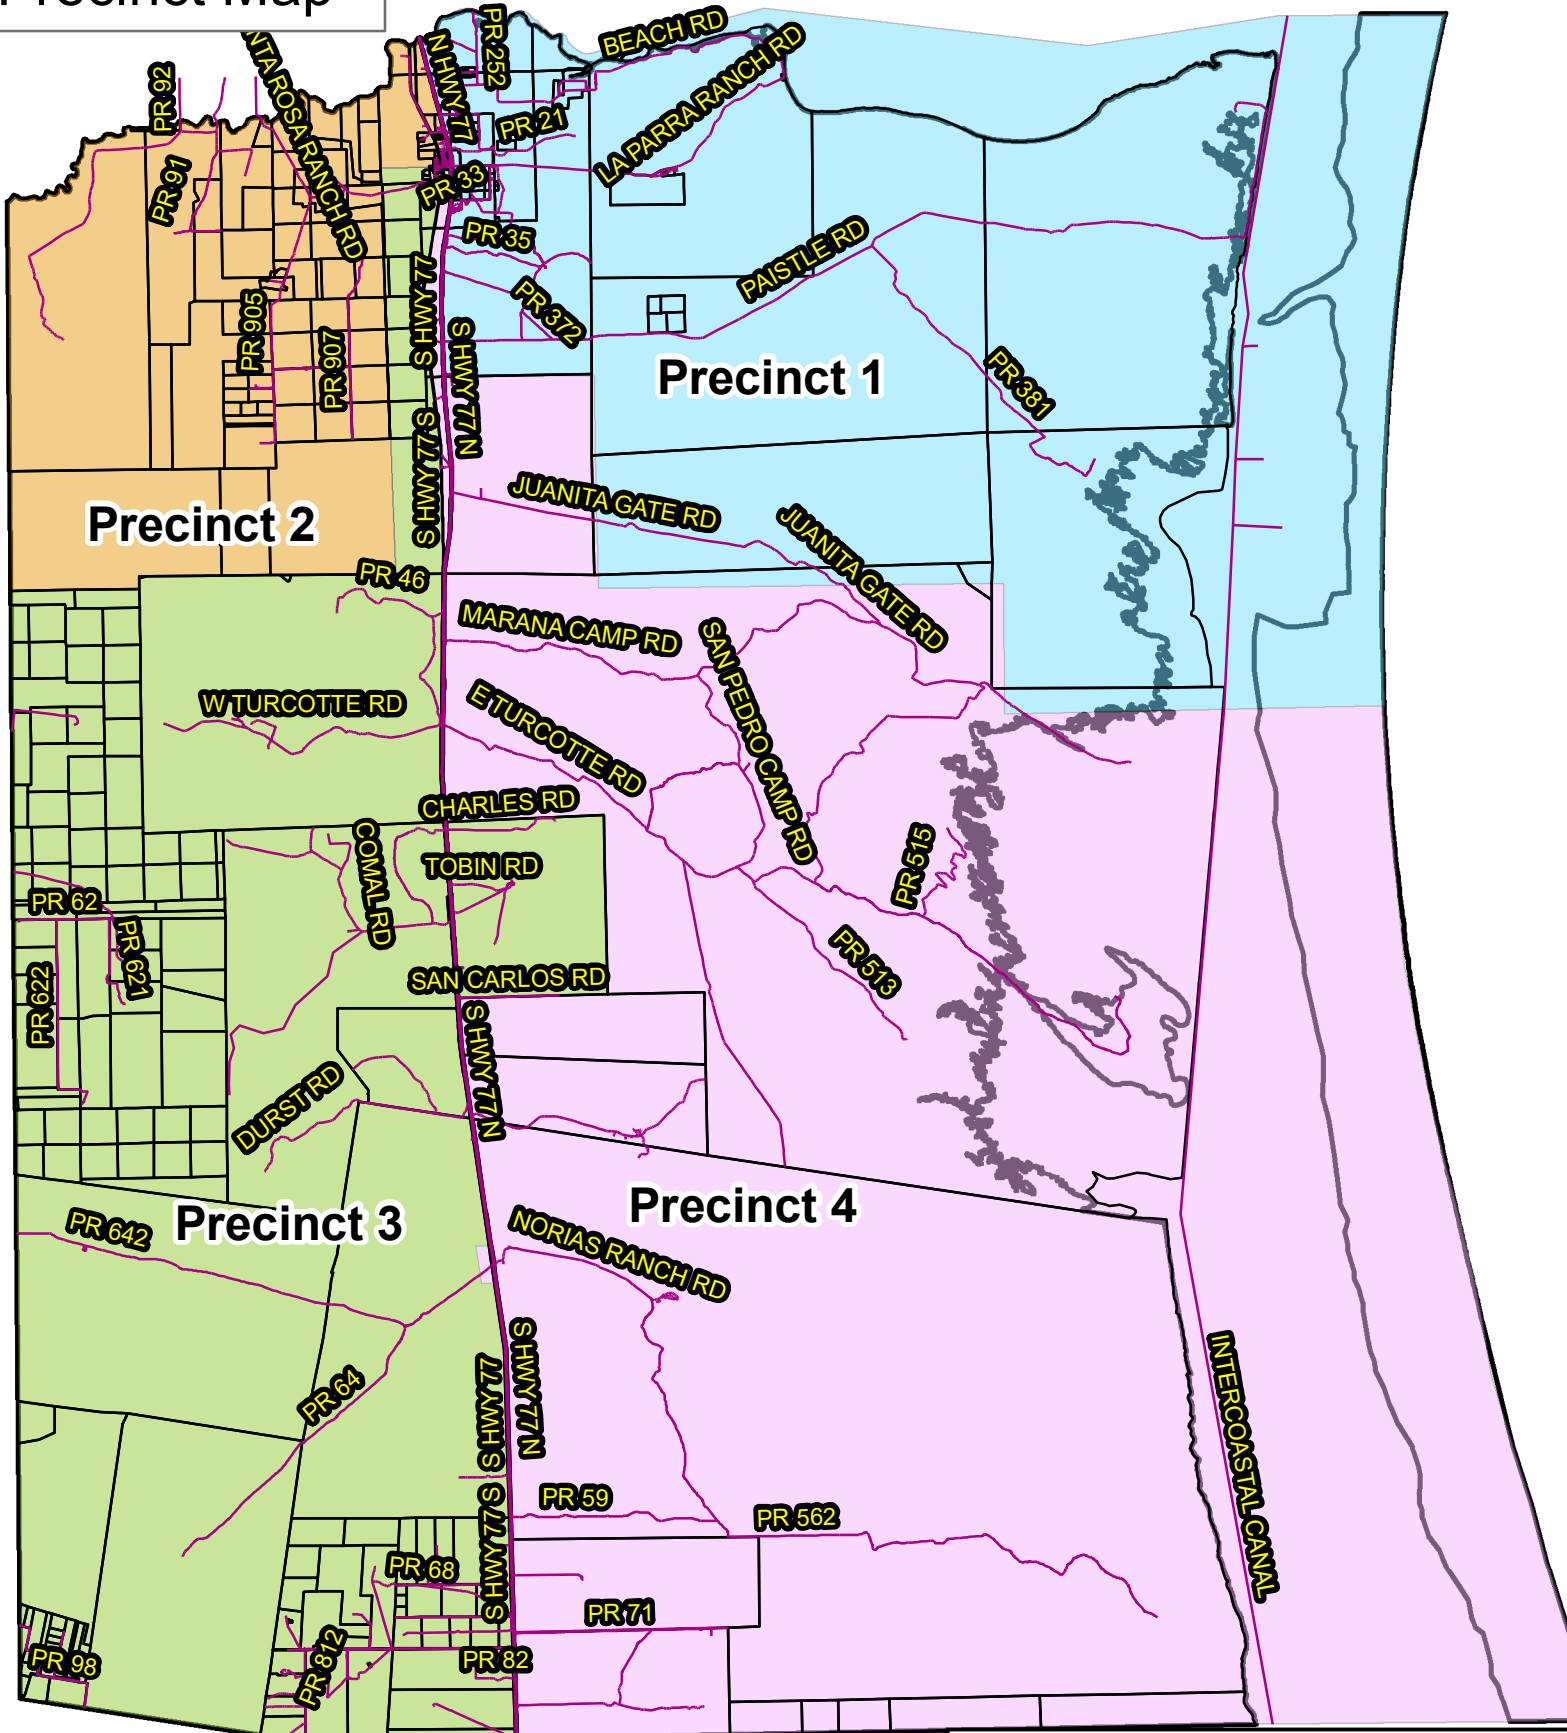 Precinct Map
PR 252
BEACH RD
N HWY 77
LA PARRA RANCH RD
PR 92
NTA ROSA RANCH RD
PR 21
PR 91
PR 33
PR 35
PAISTLE RD
S HWY 77
PR 372
PR 905
PR 907
S HWY 77 N
Precinct 1
PR 381
S HWY 77 S
JUANITA GATE RD
JUANITA GATE RD
Precinct 2
PR 46
MARANA CAMP RD
SAN PEDRO CAMP RD
W TURCOTTE RD
E TURCOTTE RD
CHARLES RD
COMAL RD
TOBIN RD
PR 515
PR 62
PR 621
PR 513
PR 622
SAN CARLOS RD
S HWY 77 N
DURST RD
Precinct 3
Precinct 4
PR 642
NORIAS RANCH RD
PR 64
S HWY 77
S HWY 77 N
INTERCOASTAL CANAL
S HWY 77 S
PR 59
PR 562
PR 68
PR 71
PR 98
PR 812
PR 82